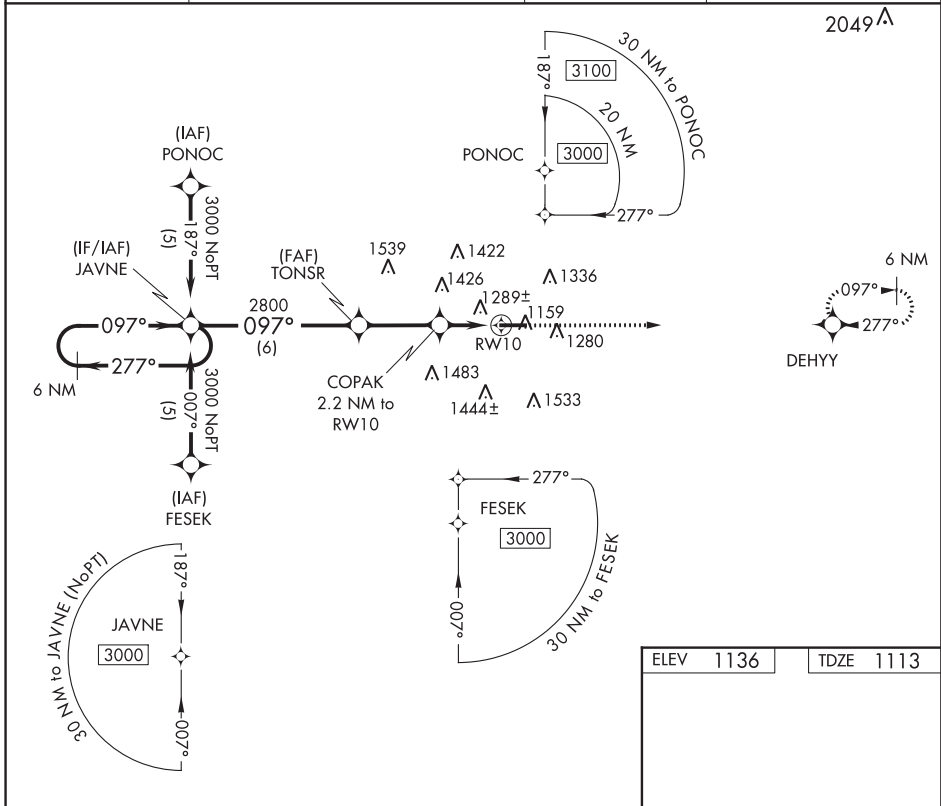 2049
30 NM to PONOC
187°
3100
20 NM
PONOC
3000
277°
(IAF)
PONOC
3000 NoPT
187°
(5)
(IF/IAF)
JAVNE
(FAF)
TONSR
1539
1422
1426
1336
6 NM
1289±
1159
097°
097°
2800
097°
(6)
RW10
1280
277°
277°
DEHYY
6 NM
COPAK
2.2 NM to
RW10
1483
1444±
1533
3000 NoPT
007°
(5)
(IAF)
FESEK
277°
FESEK
3000
007°
30 NM to FESEK
30 NM to JAVNE (NoPT)
187°
JAVNE
3000
007°
ELEV 1136
TDZE 1113